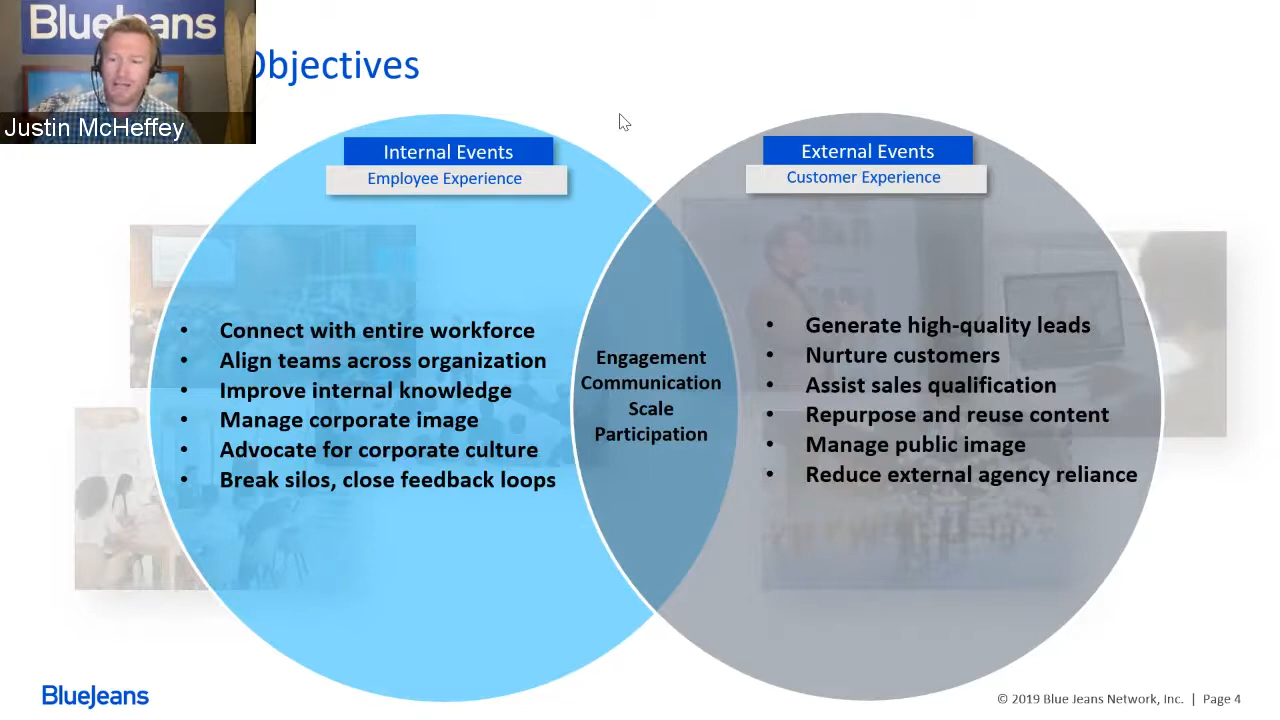 BlueJeans
Justin McHeffey
Objectives
Internal Events
Employee Experience
• Connect with entire workforce
• Align teams across organization
• Improve internal knowledge
• Manage corporate image
• Advocate for corporate culture
• Break silos, close feedback loops
Engagement
Communication
Scale
Participation
External Events
Customer Experience
• Generate high-quality leads
• Nurture customers
• Assist sales qualification
• Repurpose and reuse content
• Manage public image
• Reduce external agency reliance
BlueJeans
© 2019 Blue Jeans Network, Inc. | Page 4